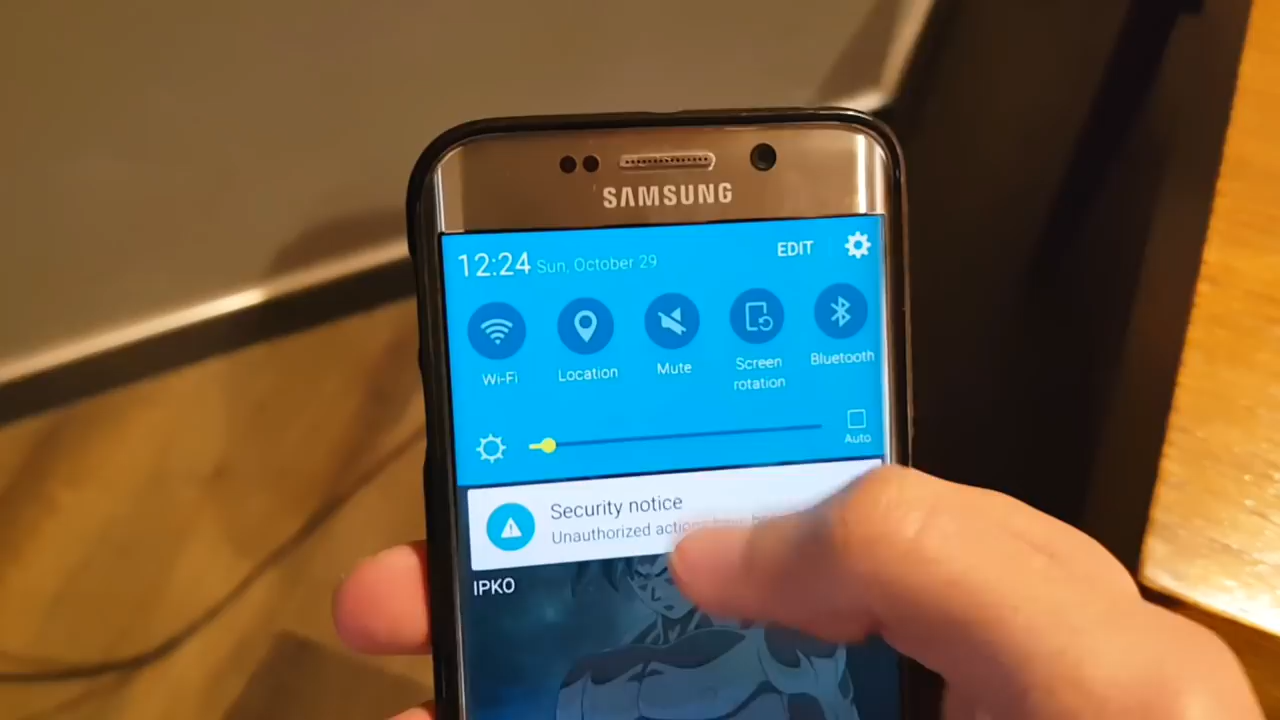 SAMSUNG
12:24 Sun, October 29 EDIT
Wi-Fi Location Mute Screen rotation Bluetooth
Auto
Security notice
Unauthorized actions
IPKO